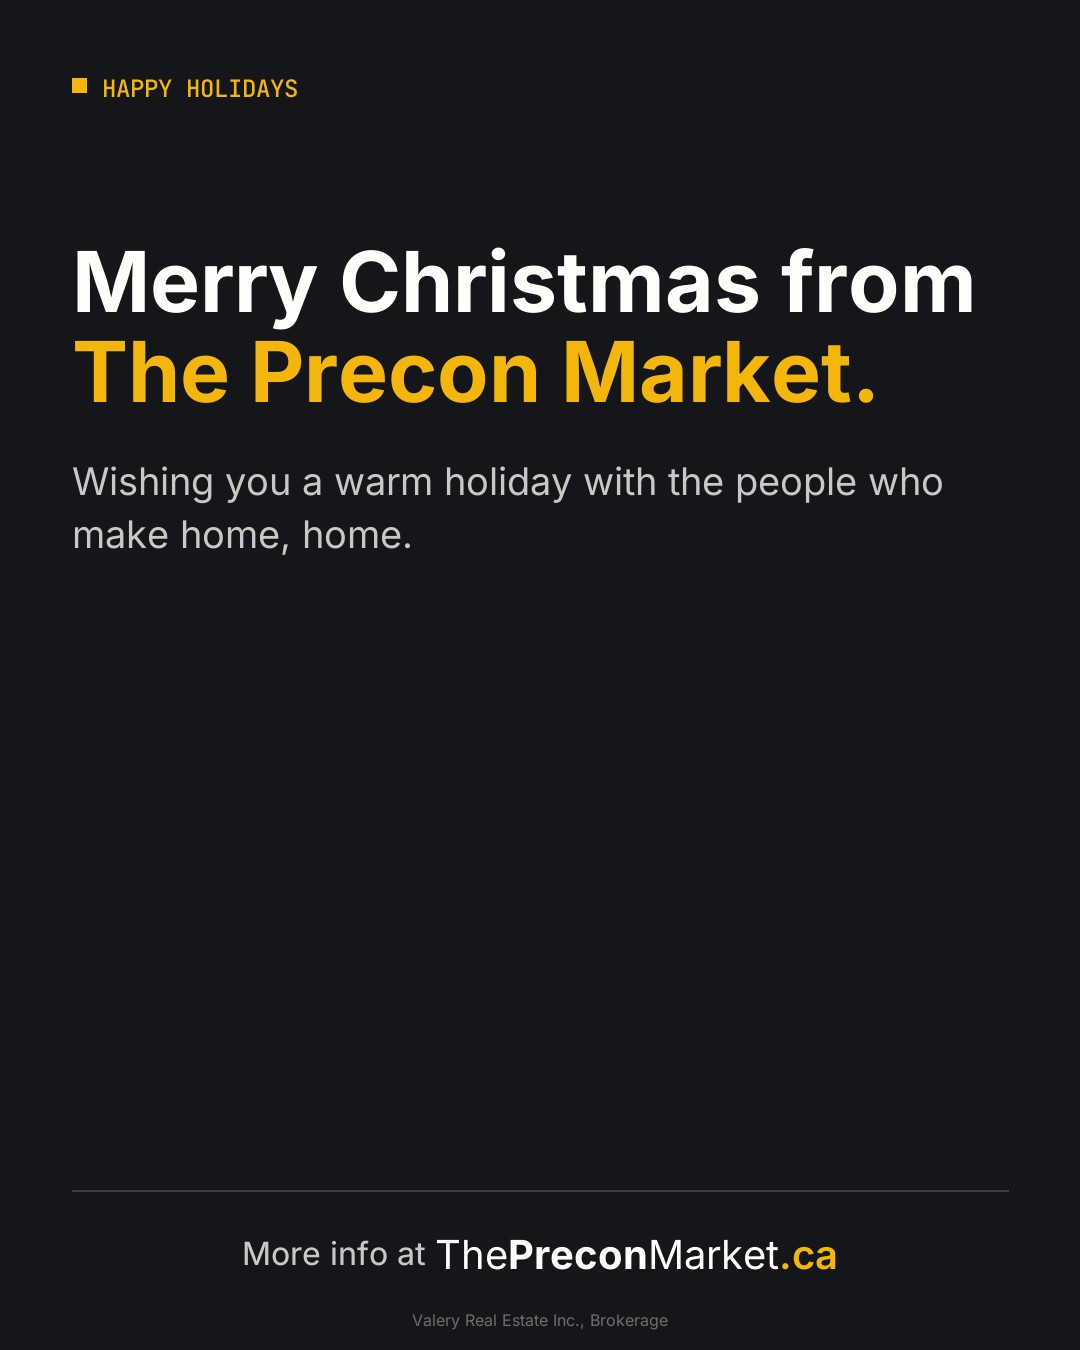 HAPPY HOLIDAYS
Merry Christmas from
The Precon Market.
Wishing you a warm holiday with the people who
make home, home.
More info at ThePreconMarket.ca
Valery Real Estate Inc., Brokerage